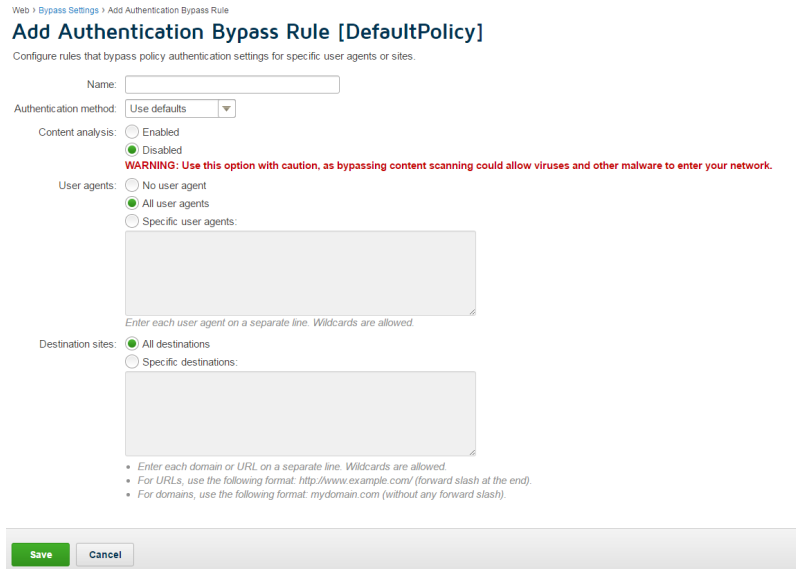 Web › Bypass Settings › Add Authentication Bypass Rule
Add Authentication Bypass Rule [DefaultPolicy]
Configure rules that bypass policy authentication settings for specific user agents or sites.
Name:
Authentication method: Use defaults
Content analysis: Enabled
Disabled
WARNING: Use this option with caution, as bypassing content scanning could allow viruses and other malware to enter your network.
User agents: No user agent
All user agents
Specific user agents:
Enter each user agent on a separate line. Wildcards are allowed.
Destination sites: All destinations
Specific destinations:
• Enter each domain or URL on a separate line. Wildcards are allowed.
• For URLs, use the following format: http://www.example.com/ (forward slash at the end).
• For domains, use the following format: mydomain.com (without any forward slash).
Save Cancel